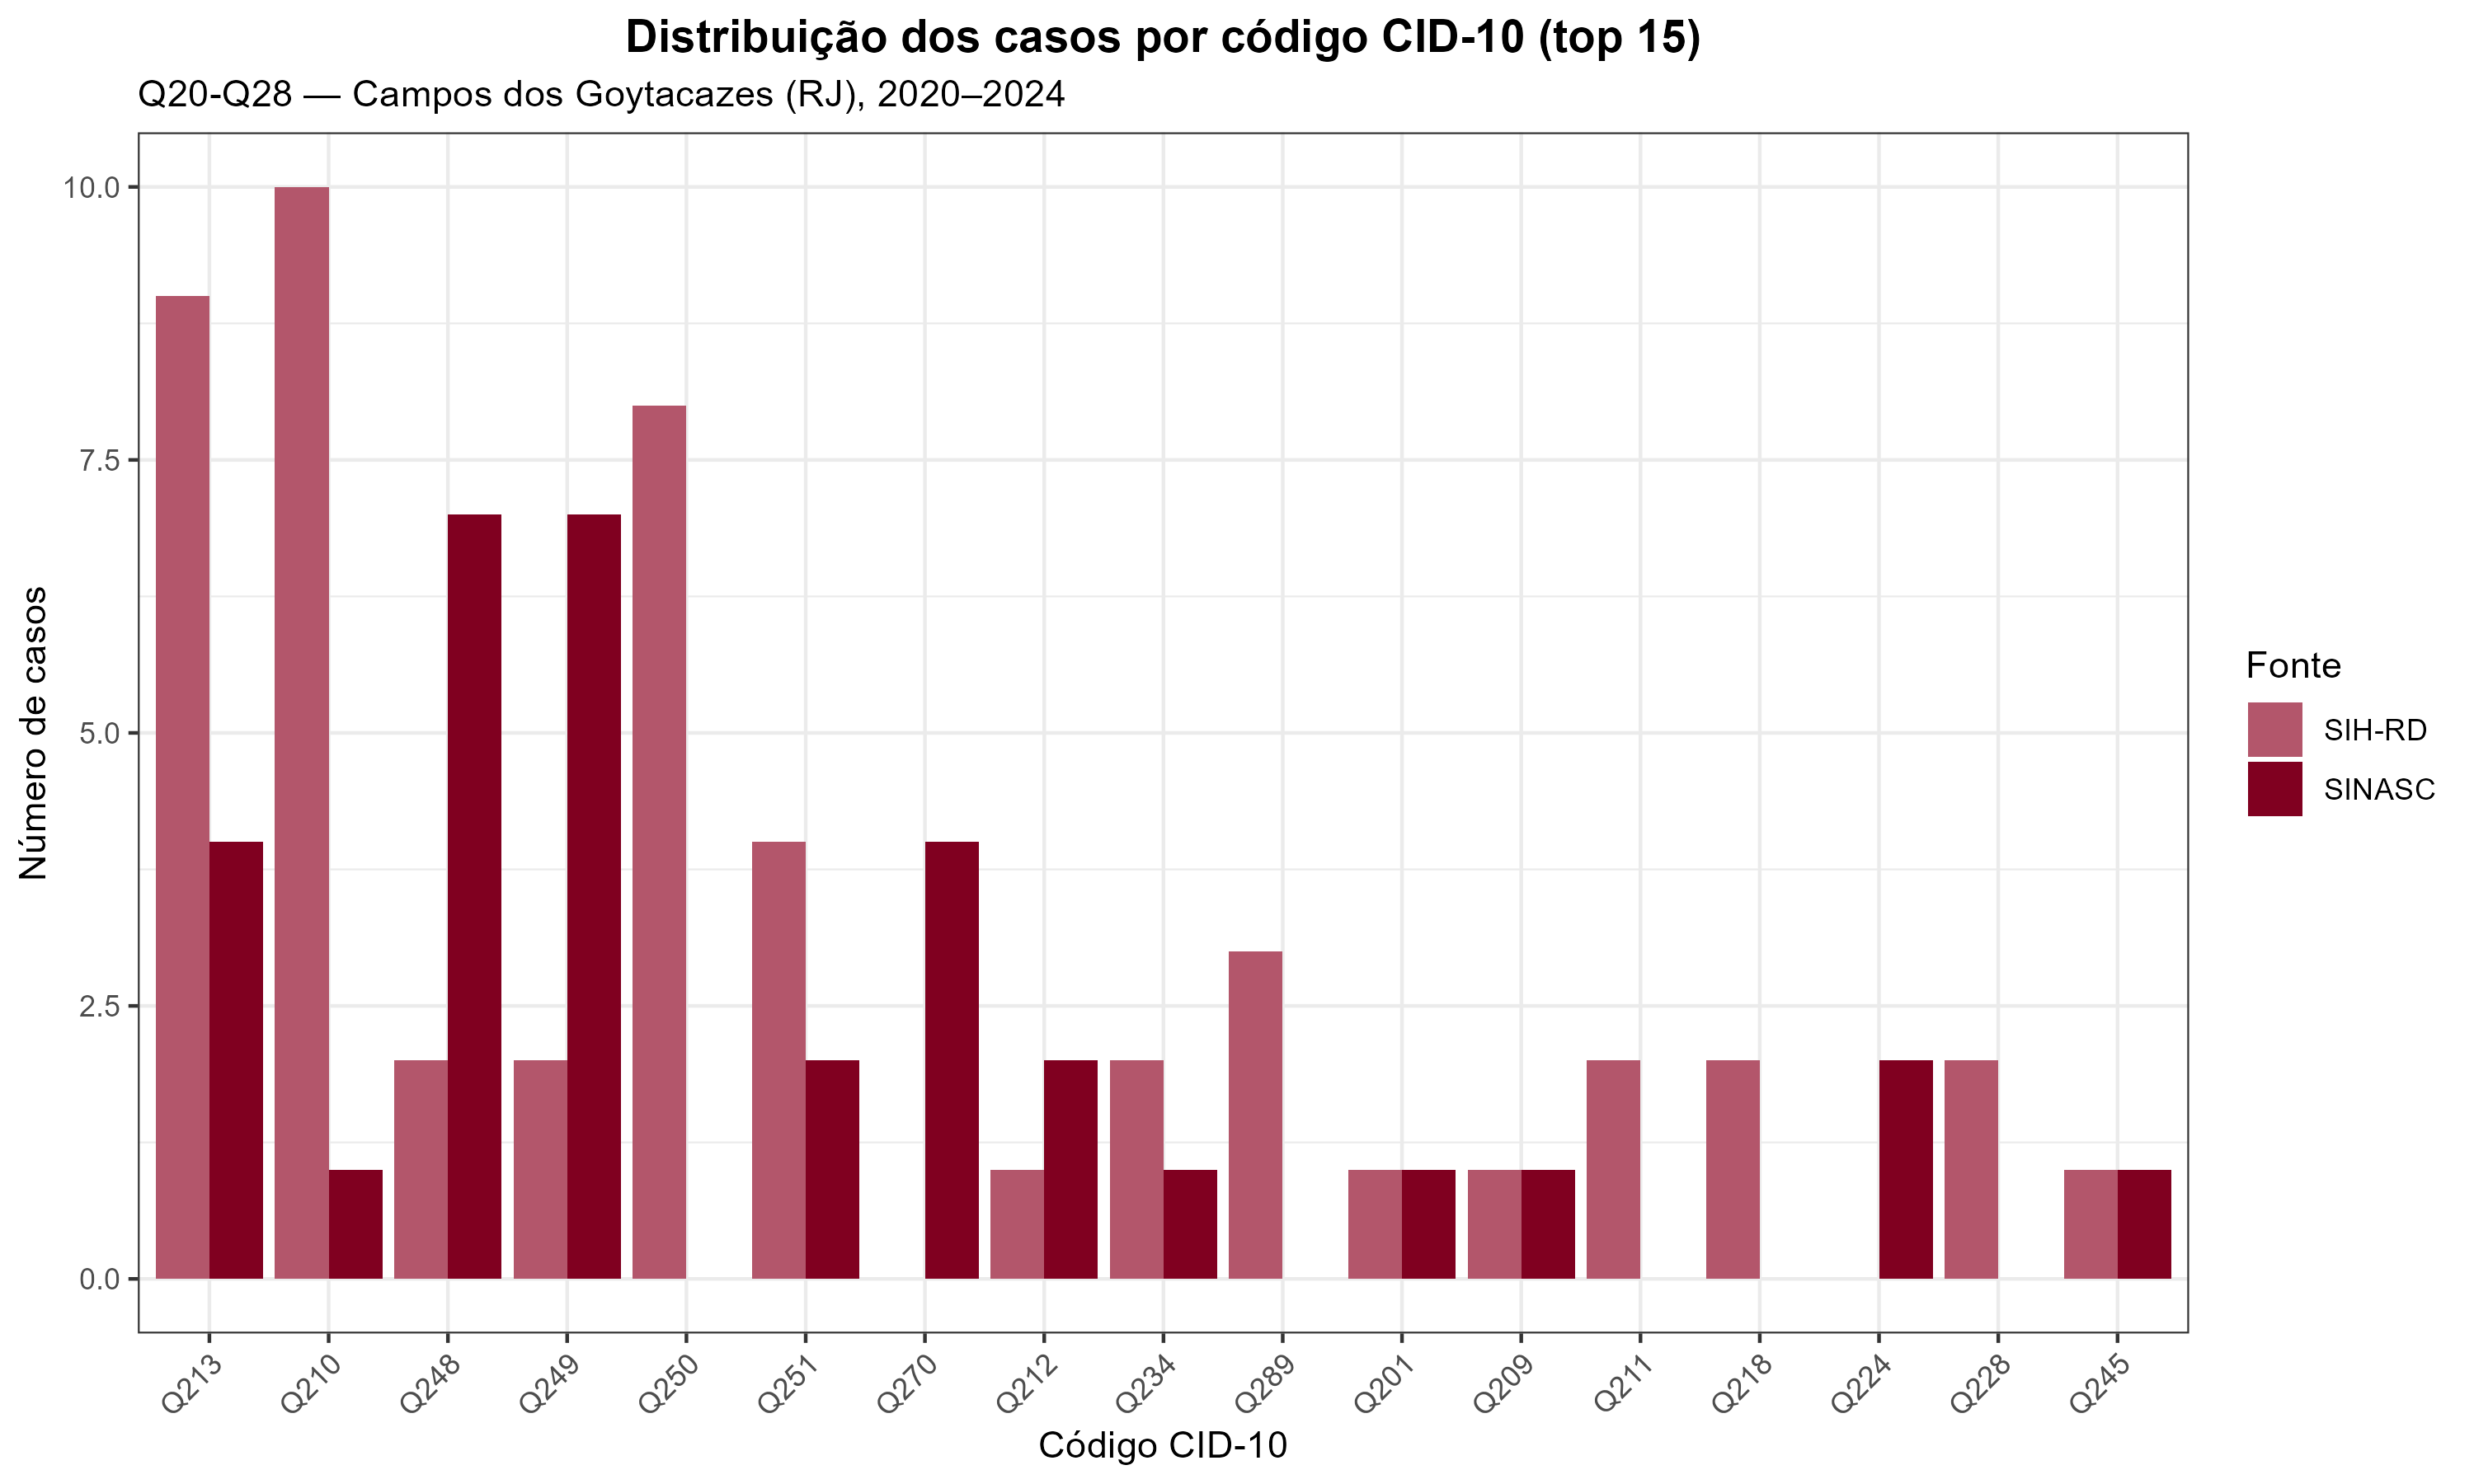 Distribuição dos casos por código CID-10 (top 15)
Q20-Q28 — Campos dos Goytacazes (RJ), 2020–2024
10.0
7.5
5.0
2.5
0.0
Número de casos
Q213
Q210
Q248
Q249
Q250
Q251
Q270
Q212
Q234
Q289
Q201
Q209
Q211
Q218
Q224
Q228
Q245
Código CID-10
Fonte
SIH-RD
SINASC